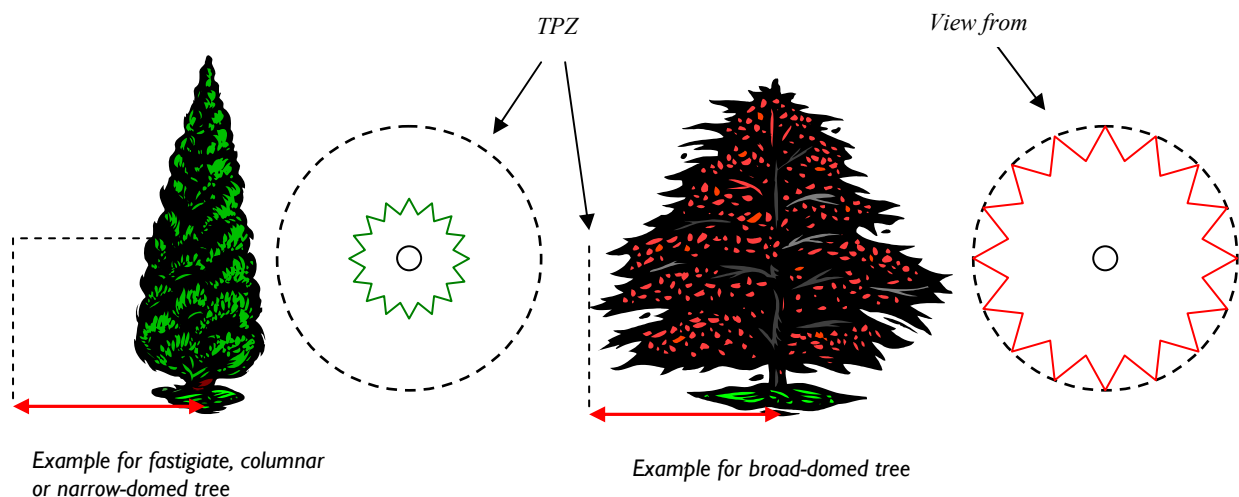 TPZ
View from
Example for fastigiate, columnar
or narrow-domed tree
Example for broad-domed tree